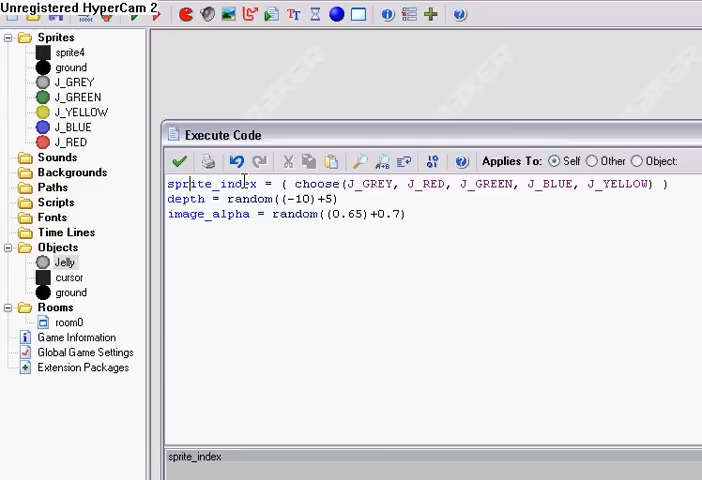 Unregistered HyperCam 2
Sprites
sprite4
ground
J_GREY
J_GREEN
J_YELLOW
J_BLUE
J_RED
Sounds
Backgrounds
Paths
Scripts
Fonts
Time Lines
Objects
Jelly
cursor
ground
Rooms
room0
Game Information
Global Game Settings
Extension Packages
Execute Code
Applies To: Self Other Object:
sprite_index = ( choose(J_GREY, J_RED, J_GREEN, J_BLUE, J_YELLOW) )
depth = random((-10)+5)
image_alpha = random((0.65)+0.7)
sprite_index